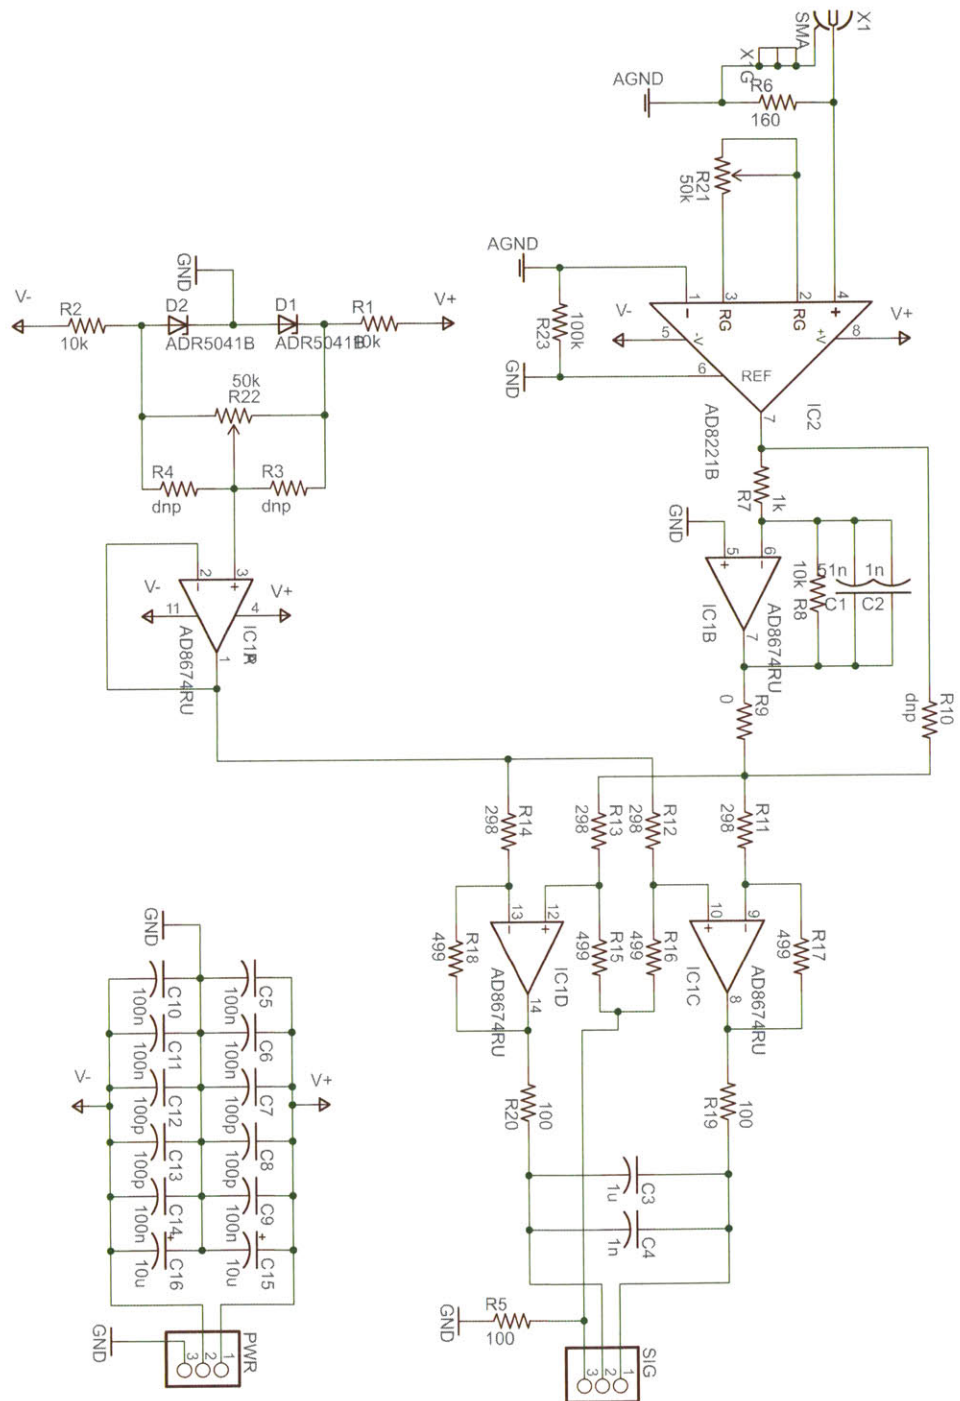 X1
SMA
X1G
AGND
R6
160
R21
50k
AGND
GND
V-
R2
10k
D2
ADR5041B
D1
ADR5041B
R1
10k
V+
1
3
2
4
-
RG
RG
+
R23
100k
V-
5
-V
+V
8
V+
6
REF
GND
7
IC2
AD8221B
50k
R22
R4
dnp
R3
dnp
R7
1k
GND
5
6
+
-
IC1B
7
AD8674RU
10k
R8
51n
C1
1n
C2
2
3
-
+
V-
11
4
V+
1
AD8674RU
R9
0
R10
dnp
R14
298
R13
298
R12
298
R11
298
13
12
-
+
10
9
+
-
R18
499
R15
499
R16
499
R17
499
IC1D
14
AD8674RU
IC1C
8
AD8674RU
GND
C10
100n
C5
100n
C11
100n
C6
100n
V-
C12
100p
C7
100p
V+
C13
100p
C8
100p
C14
100n
C9
100n
C16
10u
+
C15
10u
+
R20
100
R19
100
C3
1u
C4
1n
GND
R5
100
GND
PWR
3
2
1
SIG
3
2
1